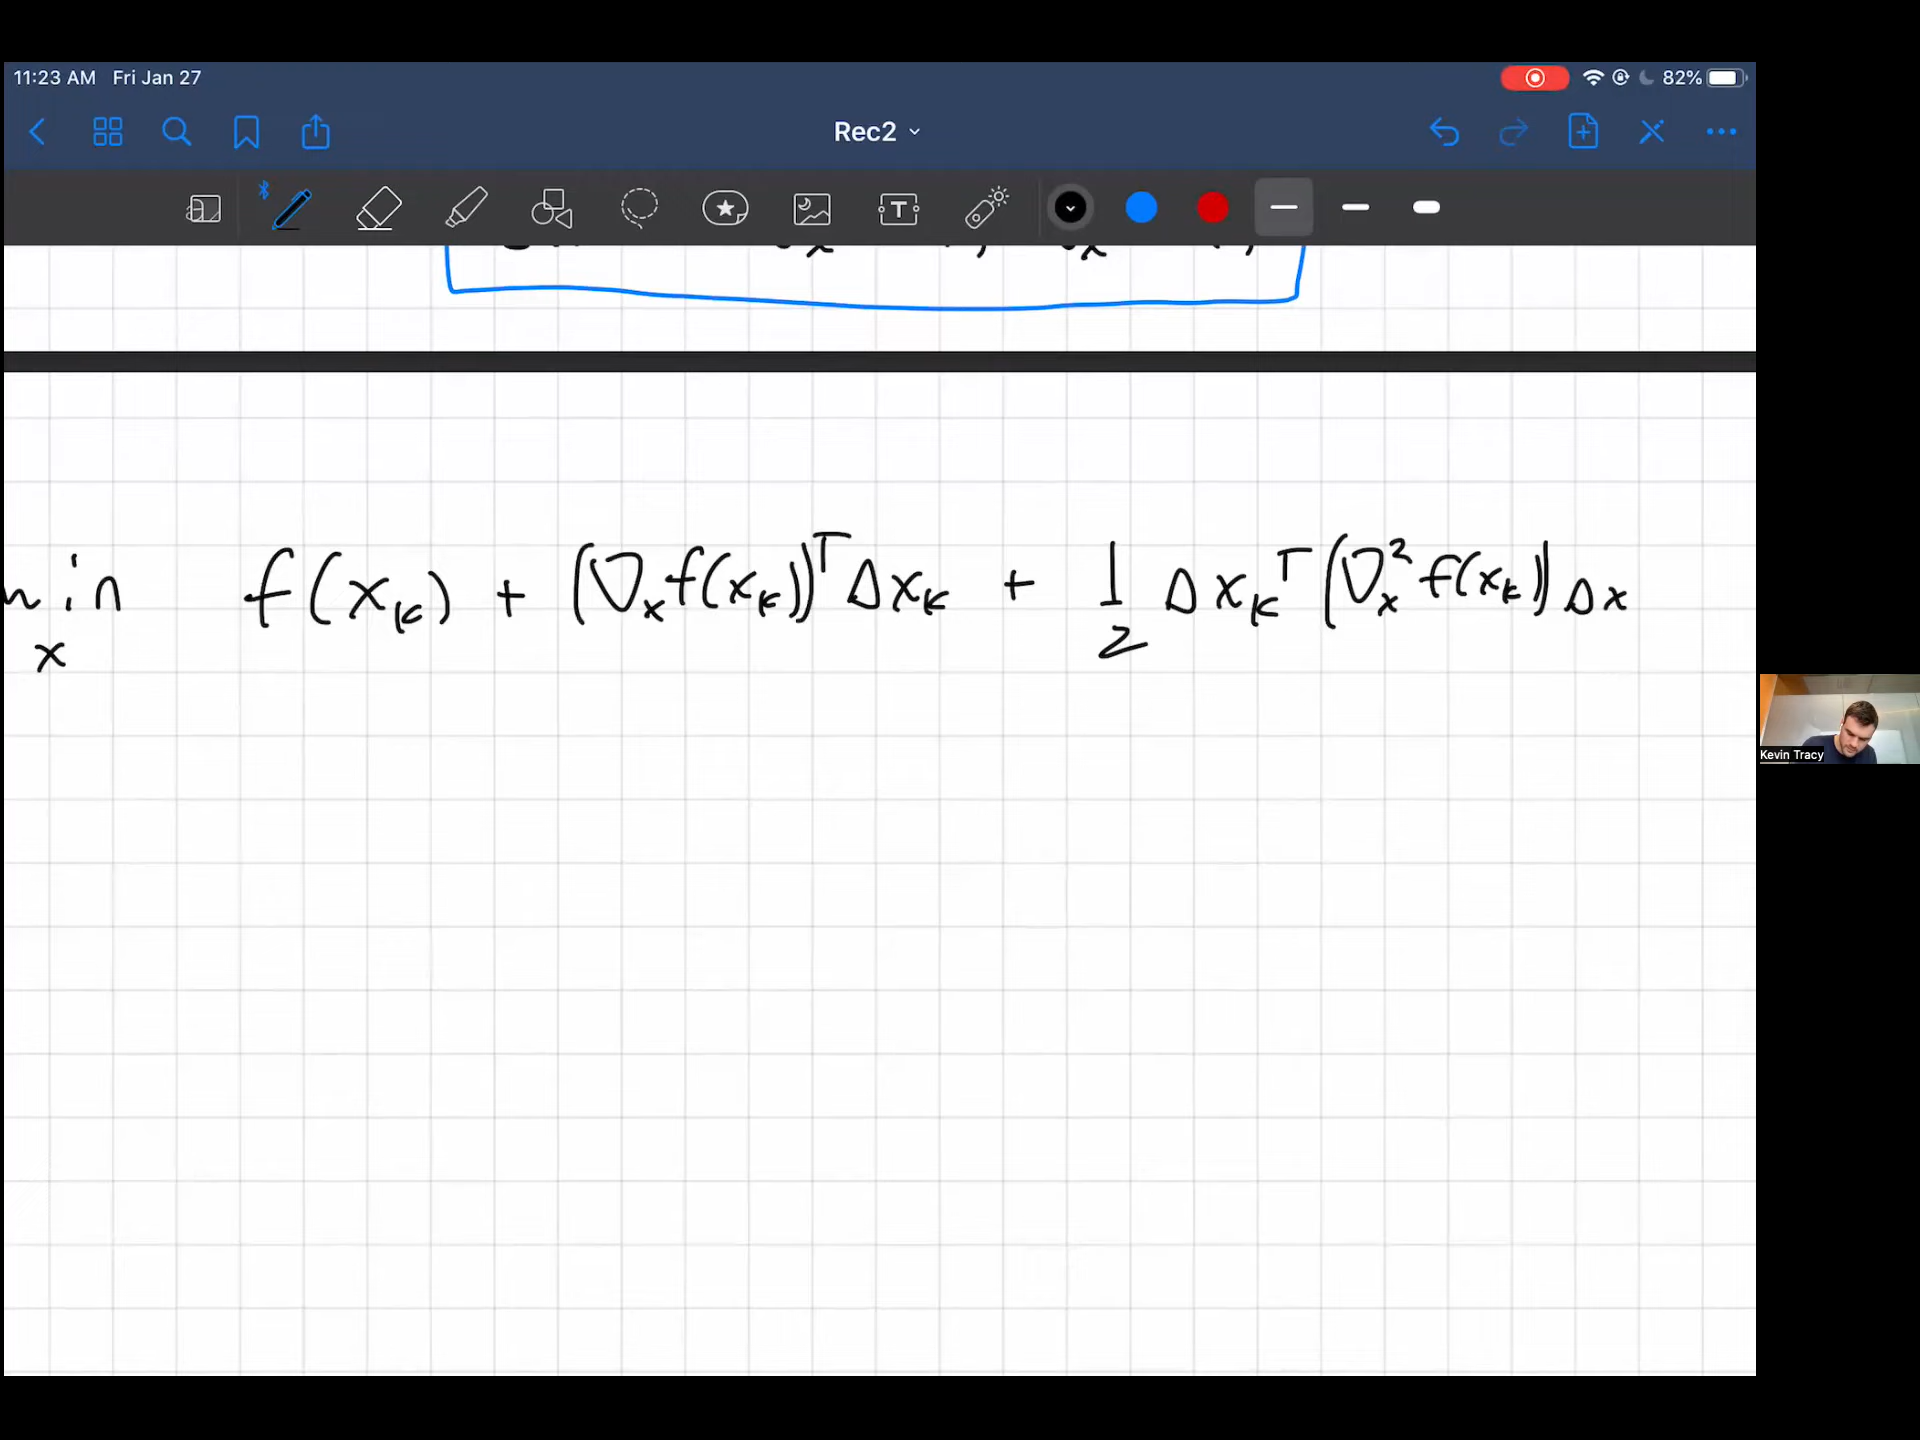 11:23 AM Fri Jan 27
82%
Rec2
T
min f(x_k) + (∇_x f(x_k))^T Δx_k + 1/2 Δx_k^T (∇_x^2 f(x_k)) Δx
x
Kevin Tracy